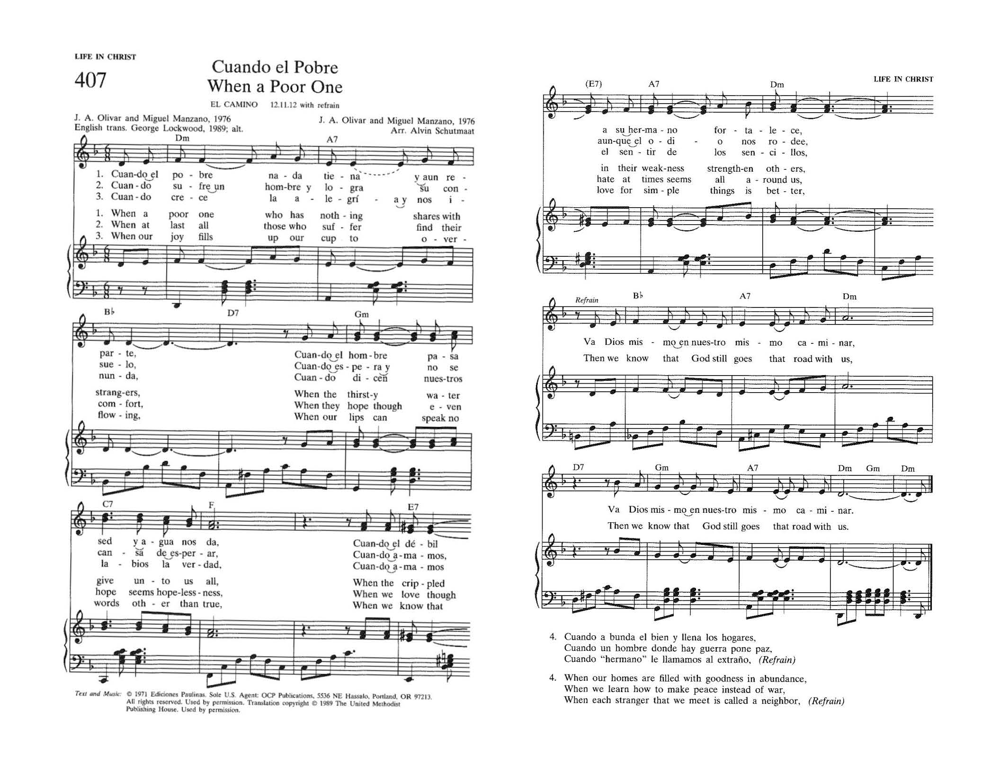 LIFE IN CHRIST
407
Cuando el Pobre
When a Poor One
EL CAMINO 12.11.12 with refrain
J. A. Olivar and Miguel Manzano, 1976
English trans. George Lockwood, 1989; alt.
J. A. Olivar and Miguel Manzano, 1976
Arr. Alvin Schutmaat
Dm A7
1. Cuan-do el po - bre na - da tie - na y aun re -
2. Cuan - do su - fre un hom-bre y lo - gra su con -
3. Cuan - do cre - ce la a - le - grí - a y nos i -
1. When a poor one who has noth - ing shares with
2. When at last all those who suf - fer find their
3. When our joy fills up our cup to o - ver -
B♭ D7 Gm
par - te, Cuan-do el hom - bre pa - sa
sue - lo, Cuan-do es - pe - ra y no se
nun - da, Cuan - do di - cen nues-tros
strang-ers, When the thirst-y wa - ter
com - fort, When they hope though e - ven
flow - ing, When our lips can speak no
C7 F E7
sed y a - gua nos da, Cuan-do el dé - bil
can - sa de es-per - ar, Cuan-do a-ma - mos,
la - bios la ver - dad, Cuan-do a-ma - mos
give un - to us all, When the crip - pled
hope seems hope-less - ness, When we love though
words oth - er than true, When we know that
Text and Music: © 1971 Ediciones Paulinas. Sole U.S. Agent: OCP Publications, 5536 NE Hassalo, Portland, OR 97213.
All rights reserved. Used by permission. Translation copyright © 1989 The United Methodist
Publishing House. Used by permission.
LIFE IN CHRIST
(E7) A7 Dm
a su her-ma - no for - ta - le - ce,
aun-que el o - di - o nos ro - dee,
el sen - tir de los sen - ci - llos,
in their weak-ness strength-en oth - ers,
hate at times seems all a - round us,
love for sim - ple things is bet - ter,
Refrain B♭ A7 Dm
Va Dios mis - mo en nues-tro mis - mo ca - mi - nar,
Then we know that God still goes that road with us,
D7 Gm A7 Dm Gm Dm
Va Dios mis - mo en nues-tro mis - mo ca - mi - nar.
Then we know that God still goes that road with us.
4. Cuando a bunda el bien y llena los hogares,
Cuando un hombre donde hay guerra pone paz,
Cuando “hermano” le llamamos al extraño, (Refrain)
4. When our homes are filled with goodness in abundance,
When we learn how to make peace instead of war,
When each stranger that we meet is called a neighbor, (Refrain)